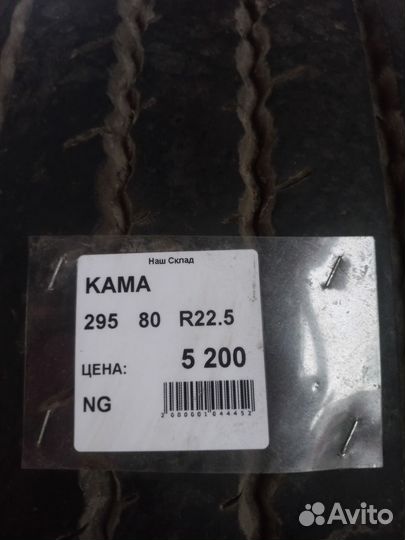 Наш Склад
KAMA
295 80 R22.5
ЦЕНА: 5 200
NG
2000001044452
Avito